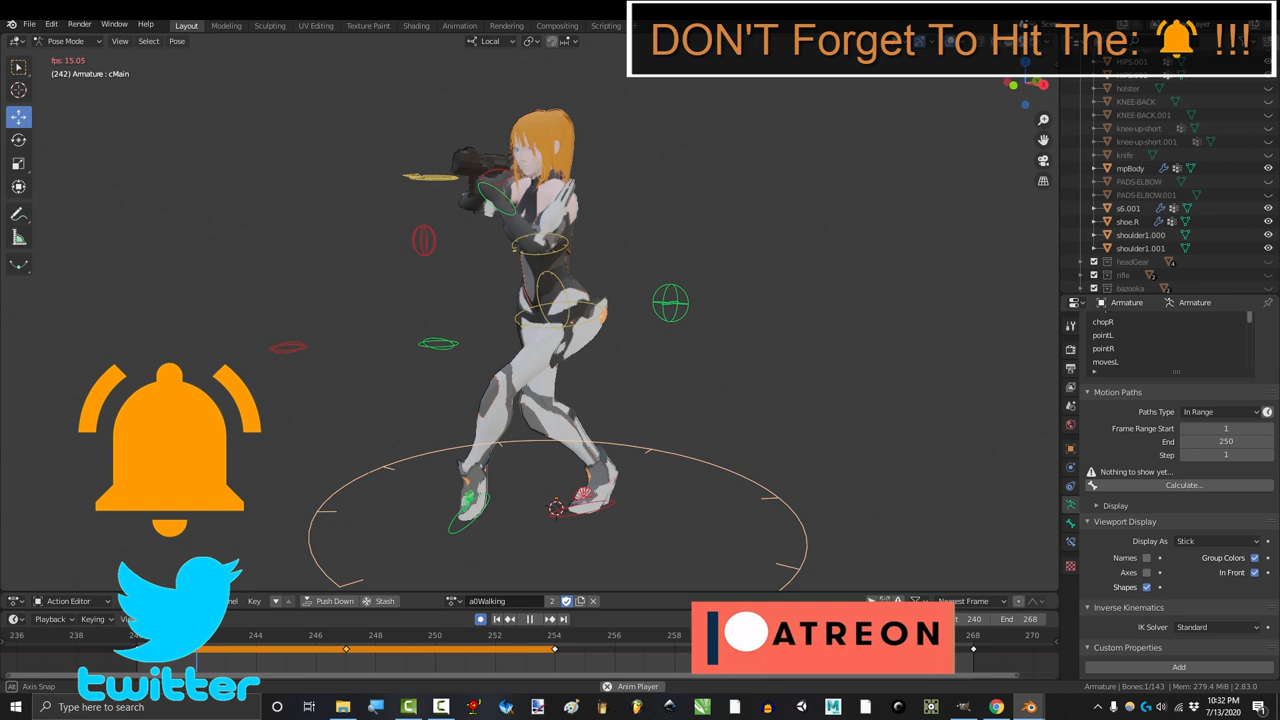 File Edit Render Window Help
Layout Modeling Sculpting UV Editing Texture Paint Shading Animation Rendering Compositing Scripting
DON'T Forget To Hit The: !!!
Pose Mode View Select Pose
Local
fps: 15.05
(242) Armature : cMain
HIPS.001
holster
KNEE-BACK
KNEE-BACK.001
knee-up-short
knee-up-short.001
knife
mpBody
PADS-ELBOW
PADS-ELBOW.001
s6.001
shoe.R
shoulder1.000
shoulder1.001
headGear
rifle
bazooka
Armature Armature
chopR
pointL
pointR
movesL
Motion Paths
Paths Type In Range
Frame Range Start 1
End 250
Step 1
Nothing to show yet...
Calculate...
Display
Viewport Display
Display As Stick
Names Group Colors
Axes In Front
Shapes
Inverse Kinematics
IK Solver Standard
Custom Properties
Add
Action Editor Key Push Down Stash a0Walking 2 Nearest Frame
Playback Keying 240 End 268
236 244 246 248 250 252 254 256 268 270
PATREON
twitter
Axis Snap
Anim Player
Armature | Bones:1/143 | Mem: 279.4 MiB | 2.83.0
Type here to search
10:32 PM
7/13/2020